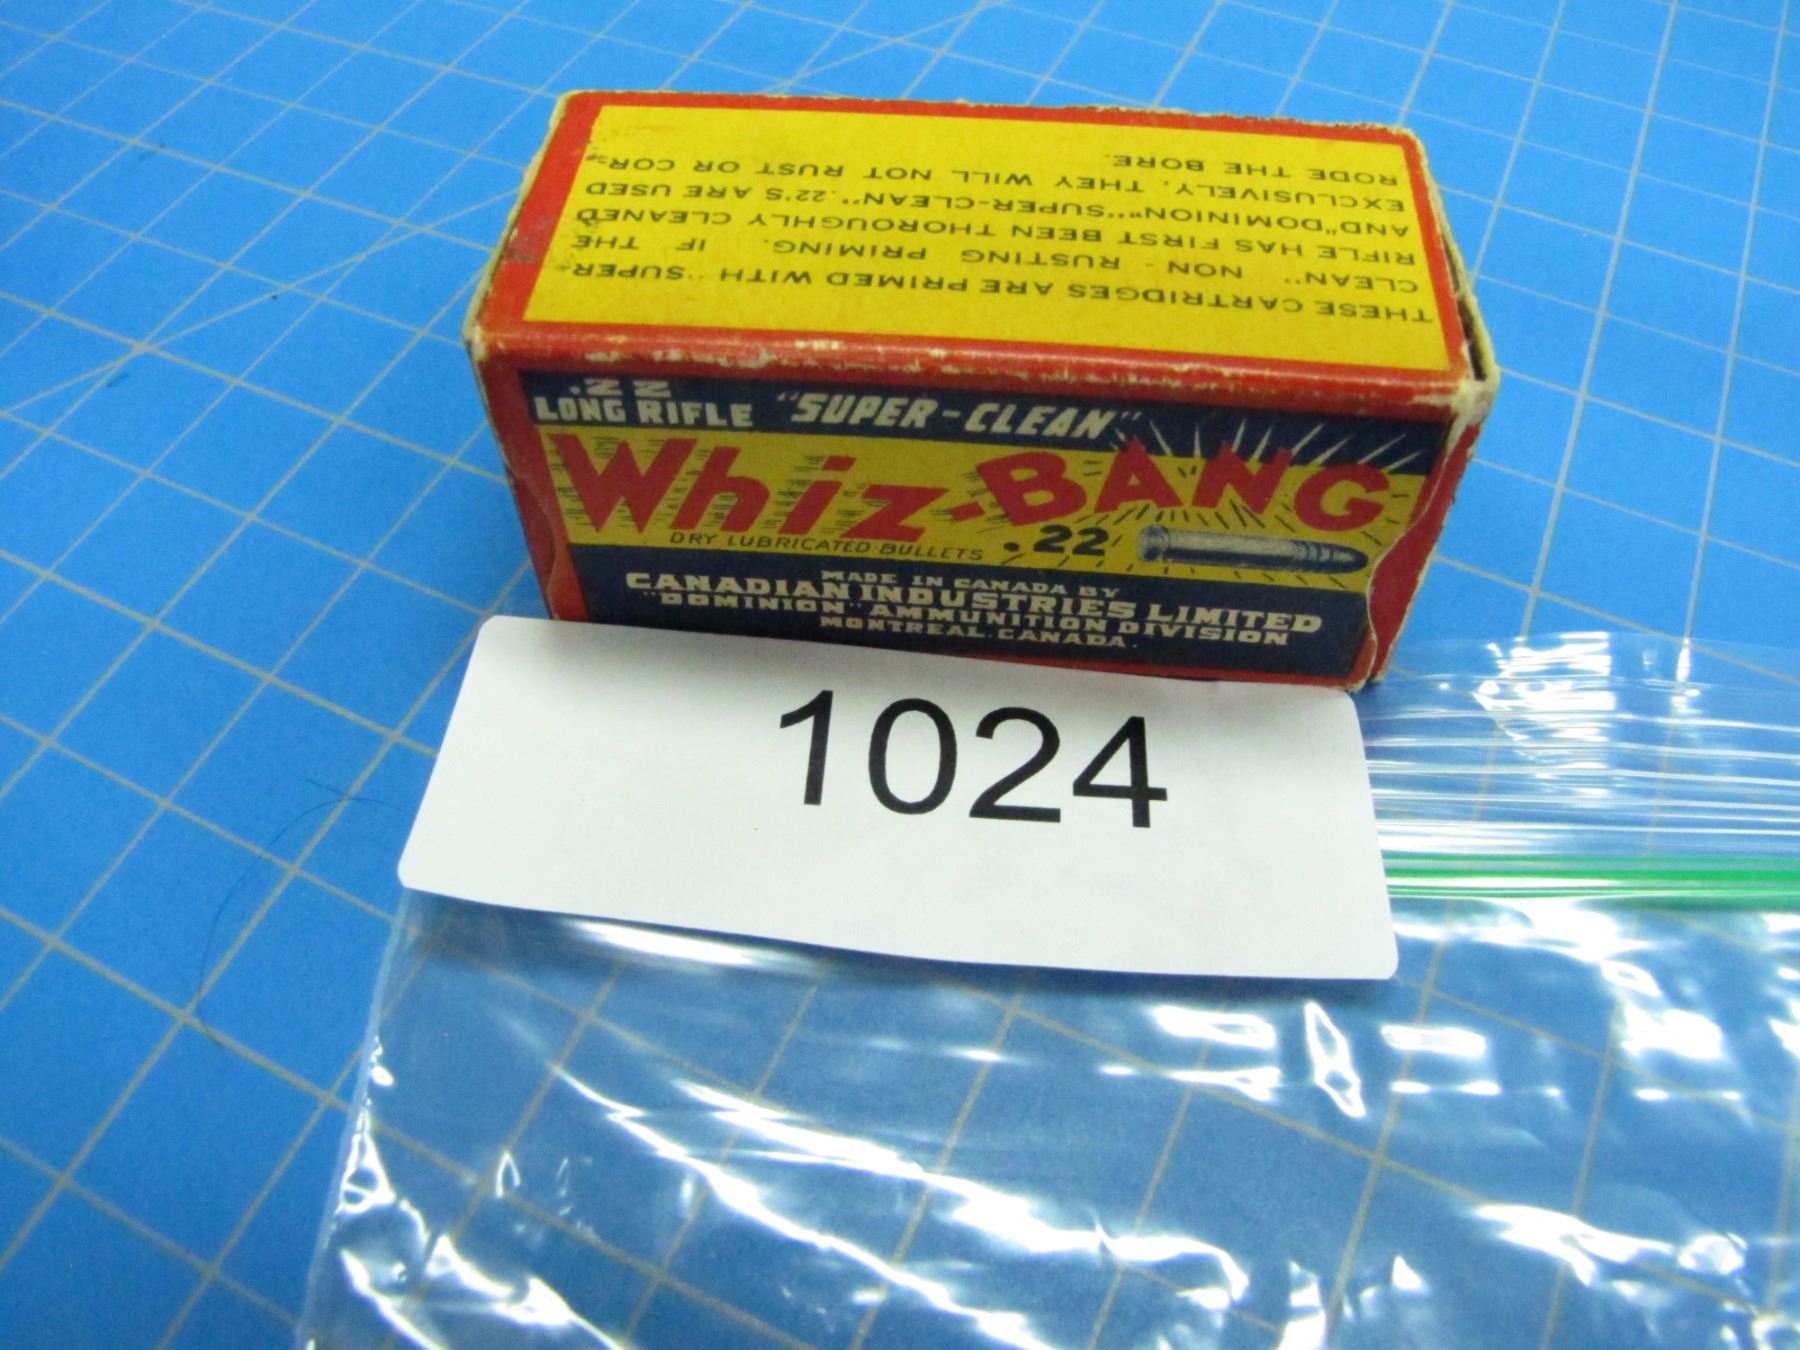 THESE CARTRIDGES ARE PRIMED WITH "SUPER-
CLEAN" NON-RUSTING PRIMING. IF THE
RIFLE HAS FIRST BEEN THOROUGHLY CLEANED
AND "DOMINION" "SUPER-CLEAN" .22'S ARE USED
EXCLUSIVELY, THEY WILL NOT RUST OR COR-
RODE THE BORE.
.22
LONG RIFLE "SUPER-CLEAN"
Whiz-BANG
DRY LUBRICATED BULLETS .22
MADE IN CANADA BY
CANADIAN INDUSTRIES LIMITED
"DOMINION" AMMUNITION DIVISION
MONTREAL, CANADA.
1024